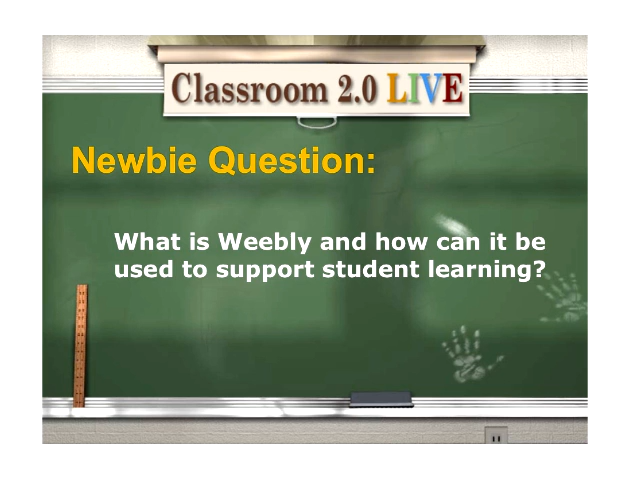 Classroom 2.0 LIVE
Newbie Question:
What is Weebly and how can it be
used to support student learning?